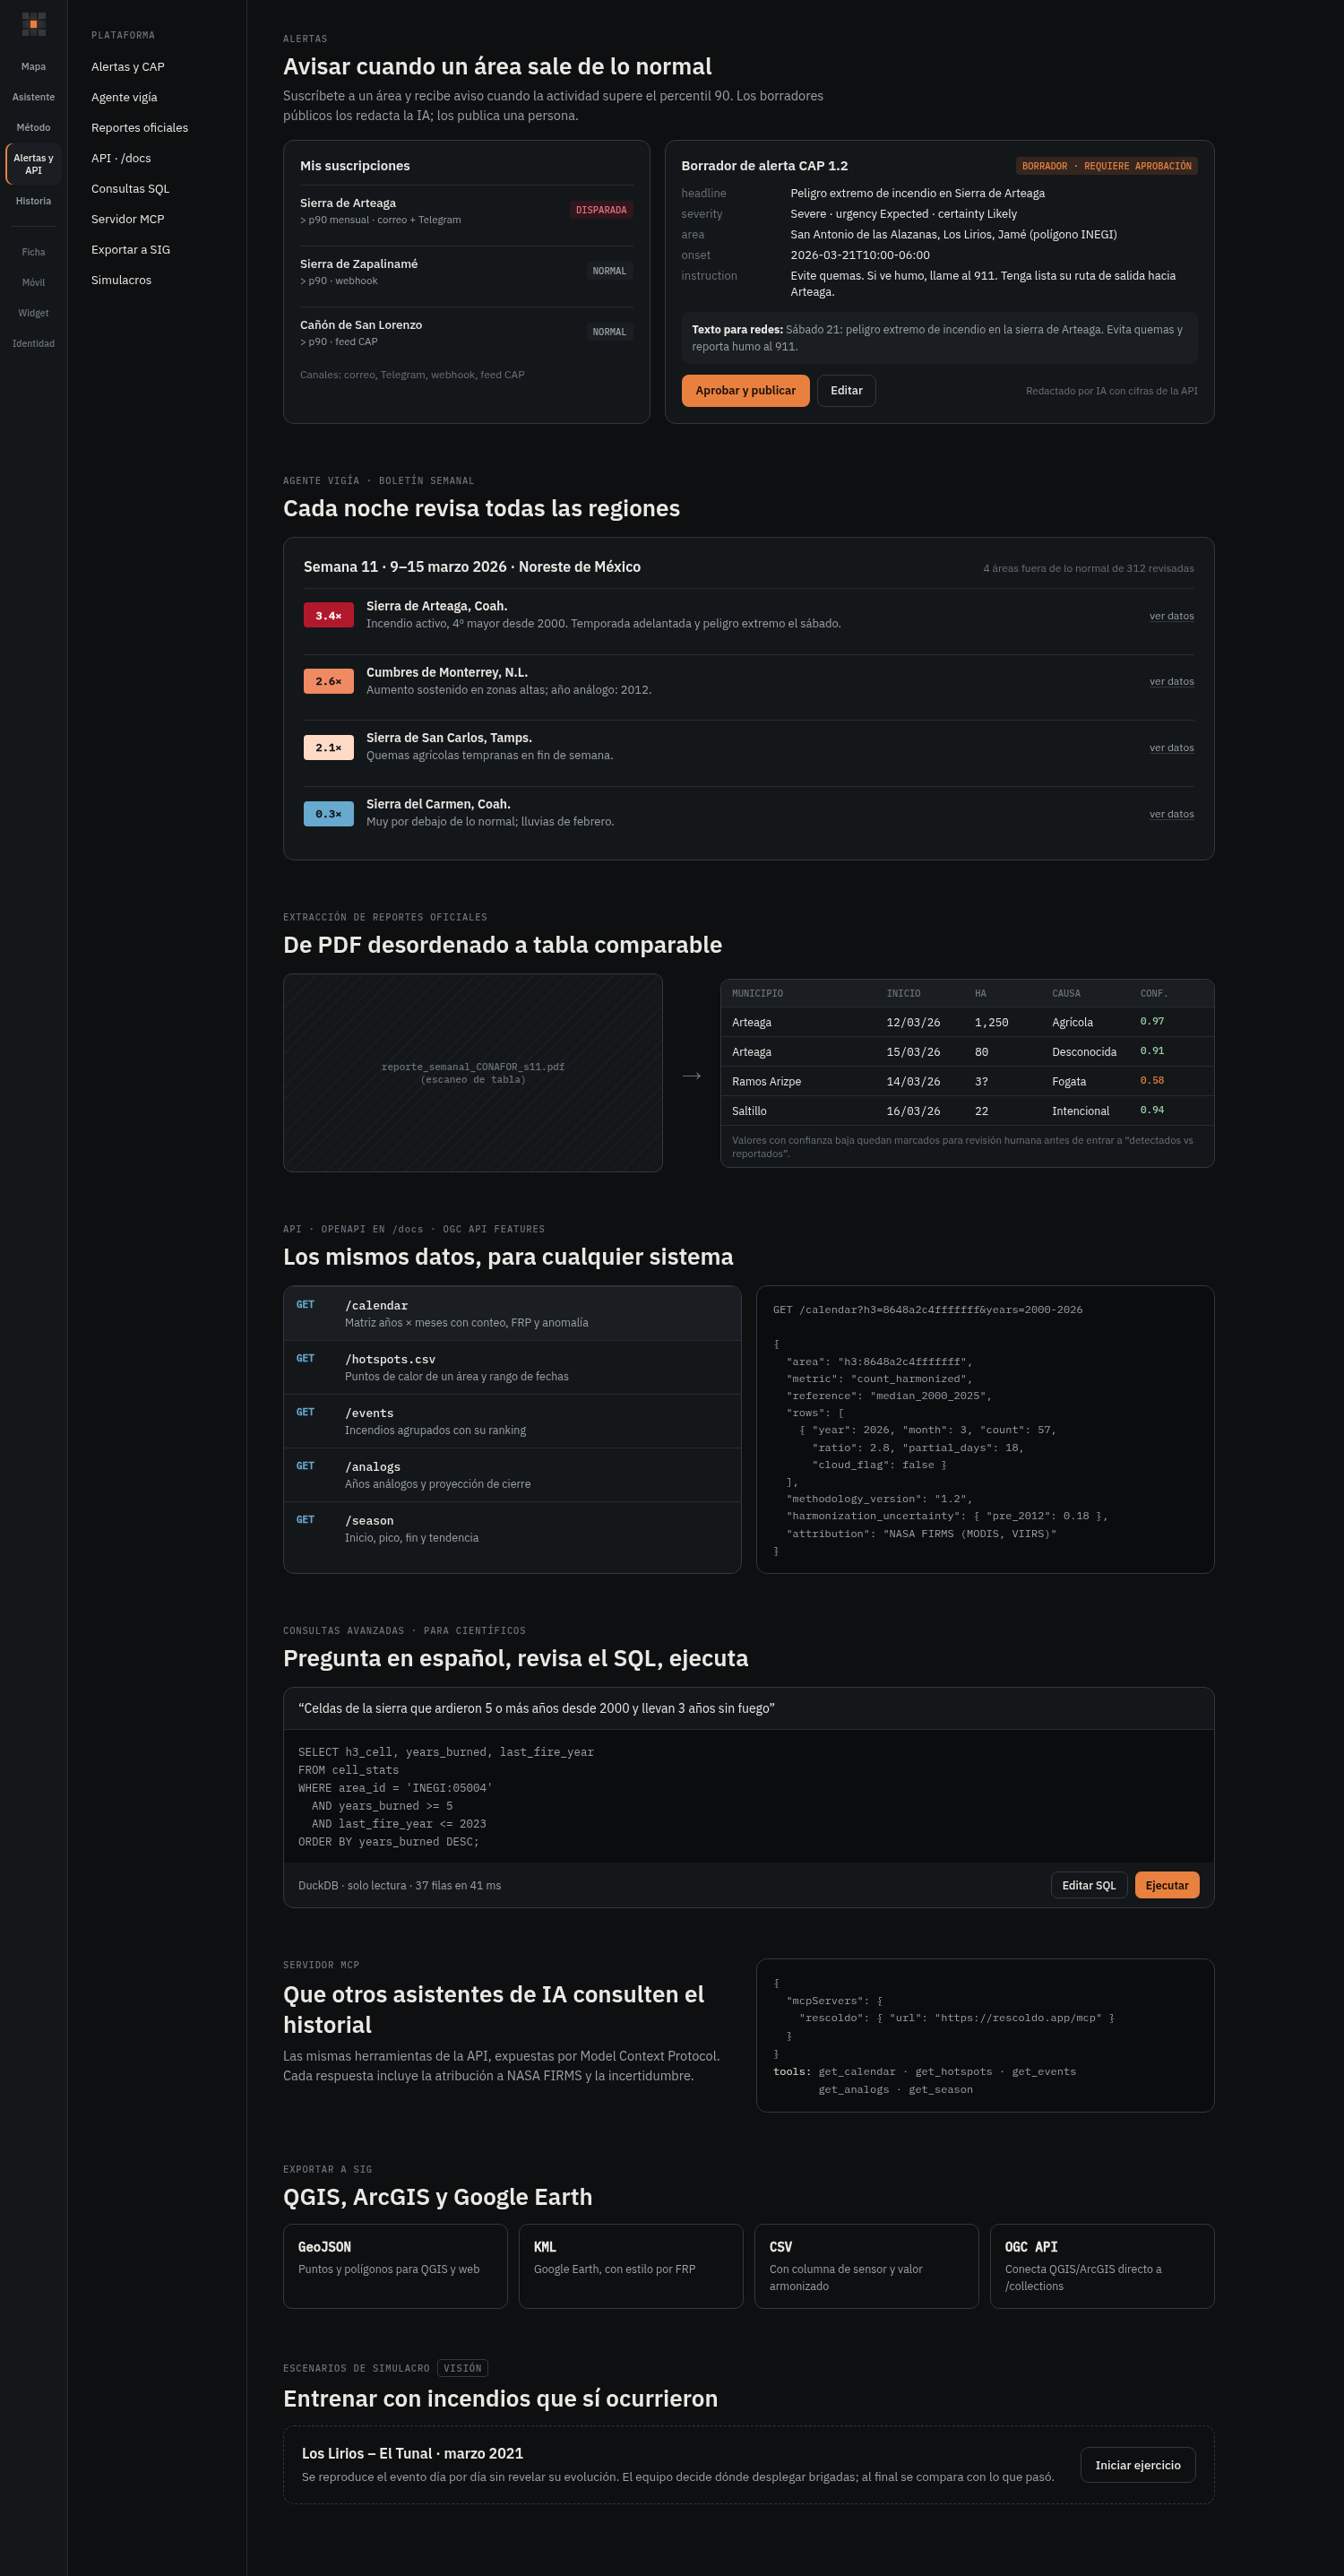 Mapa
Asistente
Método
Alertas y
API
Historia
Ficha
Móvil
Widget
Identidad
PLATAFORMA
Alertas y CAP
Agente vigía
Reportes oficiales
API · /docs
Consultas SQL
Servidor MCP
Exportar a SIG
Simulacros
ALERTAS
Avisar cuando un área sale de lo normal
Suscríbete a un área y recibe aviso cuando la actividad supere el percentil 90. Los borradores
públicos los redacta la IA; los publica una persona.
Mis suscripciones
Sierra de Arteaga
> p90 mensual · correo + Telegram
DISPARADA
Sierra de Zapalinamé
> p90 · webhook
NORMAL
Cañón de San Lorenzo
> p90 · feed CAP
NORMAL
Canales: correo, Telegram, webhook, feed CAP
Borrador de alerta CAP 1.2
BORRADOR · REQUIERE APROBACIÓN
headline Peligro extremo de incendio en Sierra de Arteaga
severity Severe · urgency Expected · certainty Likely
area San Antonio de las Alazanas, Los Lirios, Jamé (polígono INEGI)
onset 2026-03-21T10:00-06:00
instruction Evite quemas. Si ve humo, llame al 911. Tenga lista su ruta de salida hacia
Arteaga.
Texto para redes: Sábado 21: peligro extremo de incendio en la sierra de Arteaga. Evita quemas y
reporta humo al 911.
Aprobar y publicar
Editar
Redactado por IA con cifras de la API
AGENTE VIGÍA · BOLETÍN SEMANAL
Cada noche revisa todas las regiones
Semana 11 · 9–15 marzo 2026 · Noreste de México
4 áreas fuera de lo normal de 312 revisadas
3.4×
Sierra de Arteaga, Coah.
Incendio activo, 4º mayor desde 2000. Temporada adelantada y peligro extremo el sábado.
ver datos
2.6×
Cumbres de Monterrey, N.L.
Aumento sostenido en zonas altas; año análogo: 2012.
ver datos
2.1×
Sierra de San Carlos, Tamps.
Quemas agrícolas tempranas en fin de semana.
ver datos
0.3×
Sierra del Carmen, Coah.
Muy por debajo de lo normal; lluvias de febrero.
ver datos
EXTRACCIÓN DE REPORTES OFICIALES
De PDF desordenado a tabla comparable
reporte_semanal_CONAFOR_s11.pdf
(escaneo de tabla)
→
MUNICIPIO INICIO HA CAUSA CONF.
Arteaga 12/03/26 1,250 Agrícola 0.97
Arteaga 15/03/26 80 Desconocida 0.91
Ramos Arizpe 14/03/26 3? Fogata 0.58
Saltillo 16/03/26 22 Intencional 0.94
Valores con confianza baja quedan marcados para revisión humana antes de entrar a “detectados vs
reportados”.
API · OPENAPI EN /docs · OGC API FEATURES
Los mismos datos, para cualquier sistema
GET /calendar
Matriz años × meses con conteo, FRP y anomalía
GET /hotspots.csv
Puntos de calor de un área y rango de fechas
GET /events
Incendios agrupados con su ranking
GET /analogs
Años análogos y proyección de cierre
GET /season
Inicio, pico, fin y tendencia
GET /calendar?h3=8648a2c4fffffff&years=2000-2026
{
"area": "h3:8648a2c4fffffff",
"metric": "count_harmonized",
"reference": "median_2000_2025",
"rows": [
{ "year": 2026, "month": 3, "count": 57,
"ratio": 2.8, "partial_days": 18,
"cloud_flag": false }
],
"methodology_version": "1.2",
"harmonization_uncertainty": { "pre_2012": 0.18 },
"attribution": "NASA FIRMS (MODIS, VIIRS)"
}
CONSULTAS AVANZADAS · PARA CIENTÍFICOS
Pregunta en español, revisa el SQL, ejecuta
“Celdas de la sierra que ardieron 5 o más años desde 2000 y llevan 3 años sin fuego”
SELECT h3_cell, years_burned, last_fire_year
FROM cell_stats
WHERE area_id = 'INEGI:05004'
AND years_burned >= 5
AND last_fire_year <= 2023
ORDER BY years_burned DESC;
DuckDB · solo lectura · 37 filas en 41 ms
Editar SQL
Ejecutar
SERVIDOR MCP
Que otros asistentes de IA consulten el
historial
Las mismas herramientas de la API, expuestas por Model Context Protocol.
Cada respuesta incluye la atribución a NASA FIRMS y la incertidumbre.
{
"mcpServers": {
"rescoldo": { "url": "https://rescoldo.app/mcp" }
}
}
tools: get_calendar · get_hotspots · get_events
get_analogs · get_season
EXPORTAR A SIG
QGIS, ArcGIS y Google Earth
GeoJSON
Puntos y polígonos para QGIS y web
KML
Google Earth, con estilo por FRP
CSV
Con columna de sensor y valor
armonizado
OGC API
Conecta QGIS/ArcGIS directo a
/collections
ESCENARIOS DE SIMULACRO VISIÓN
Entrenar con incendios que sí ocurrieron
Los Lirios – El Tunal · marzo 2021
Se reproduce el evento día por día sin revelar su evolución. El equipo decide dónde desplegar brigadas; al final se compara con lo que pasó.
Iniciar ejercicio